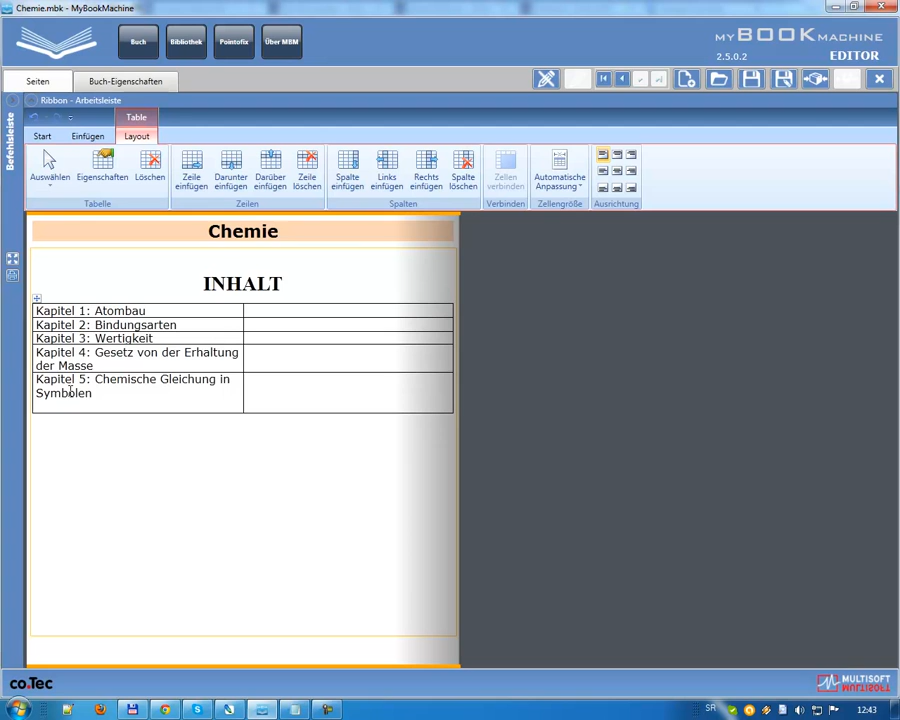 Chemie.mbk - MyBookMachine
Buch
Bibliothek
Pointofix
Über MBM
MYBOOKMACHINE
2.5.0.2
EDITOR
Seiten
Buch-Eigenschaften
Ribbon - Arbeitsleiste
Befehlsleiste
Table
Start
Einfügen
Layout
Auswählen
Eigenschaften
Löschen
Zeile einfügen
Darunter einfügen
Darüber einfügen
Zeile löschen
Spalte einfügen
Links einfügen
Rechts einfügen
Spalte löschen
Zellen verbinden
Automatische Anpassung
Tabelle
Zeilen
Spalten
Verbinden
Zellengröße
Ausrichtung
Chemie
INHALT
Kapitel 1: Atombau
Kapitel 2: Bindungsarten
Kapitel 3: Wertigkeit
Kapitel 4: Gesetz von der Erhaltung
der Masse
Kapitel 5: Chemische Gleichung in
Symbolen
co.Tec
MULTISOFT
SR
12:43